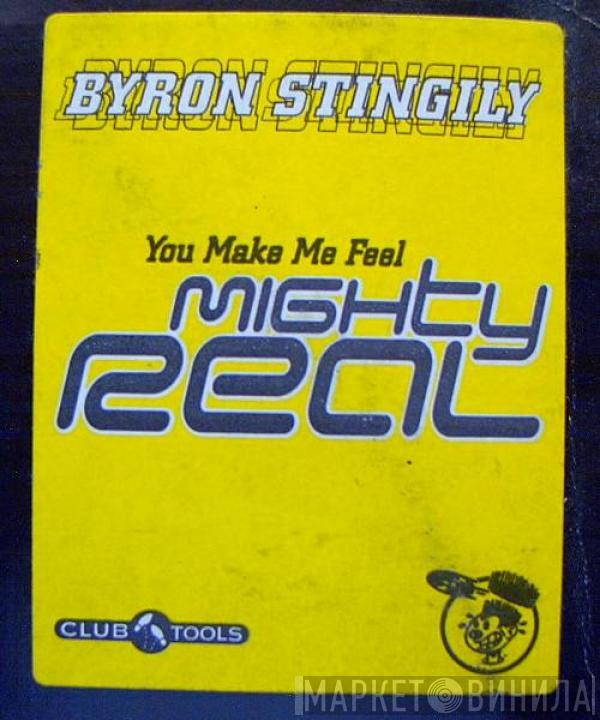 BYRON STINGILY
You Make Me Feel
MIGHty
ReaL
CLUB TOOLS
МАРКЕТ ВИНИЛА